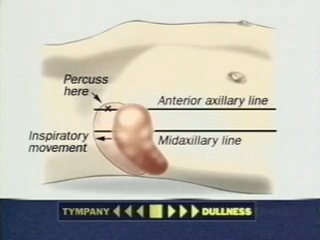 Percuss
here
Anterior axillary line
Inspiratory
movement
Midaxillary line
TYMPANY DULLNESS